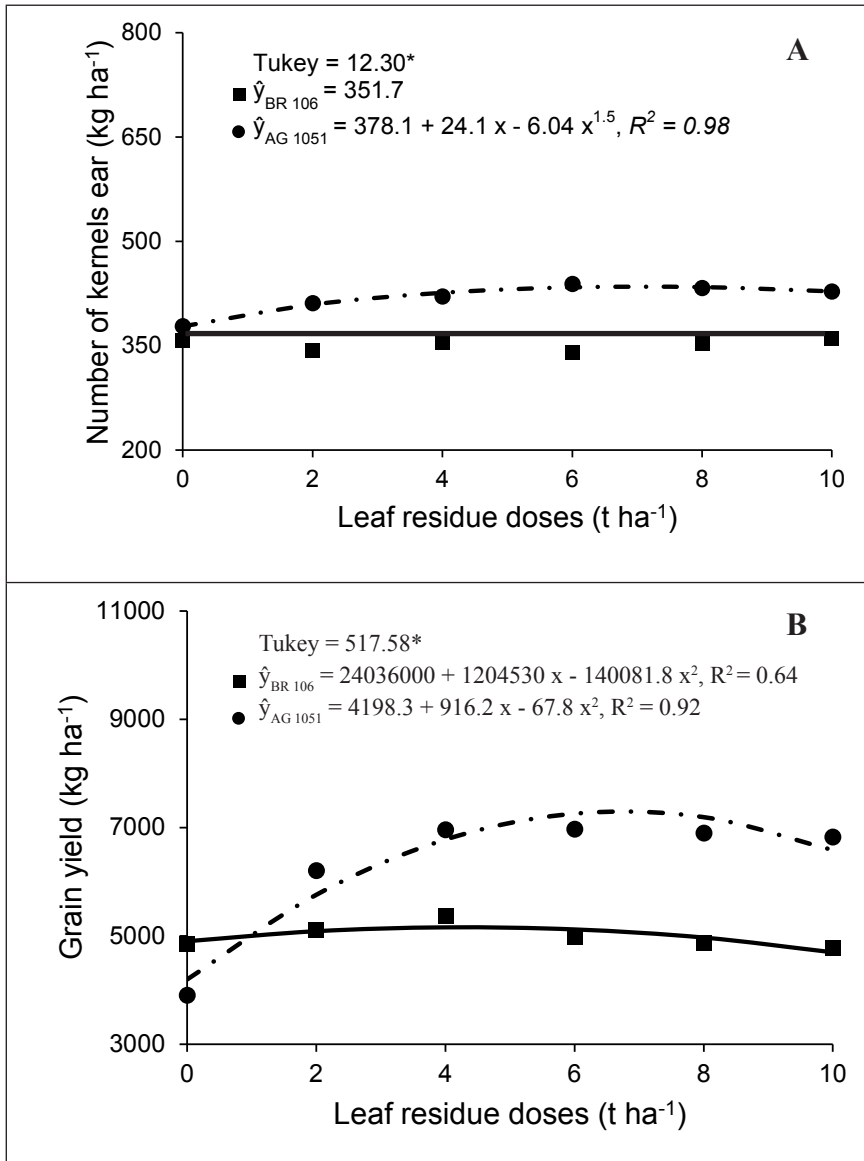 A
Tukey = 12.30*
ŷBR 106 = 351.7
ŷAG 1051 = 378.1 + 24.1 x - 6.04 x^1.5, R² = 0.98
Number of kernels ear (kg ha⁻¹)
800
650
500
350
200
0 2 4 6 8 10
Leaf residue doses (t ha⁻¹)
B
Tukey = 517.58*
ŷBR 106 = 24036000 + 1204530 x - 140081.8 x², R² = 0.64
ŷAG 1051 = 4198.3 + 916.2 x - 67.8 x², R² = 0.92
Grain yield (kg ha⁻¹)
11000
9000
7000
5000
3000
0 2 4 6 8 10
Leaf residue doses (t ha⁻¹)